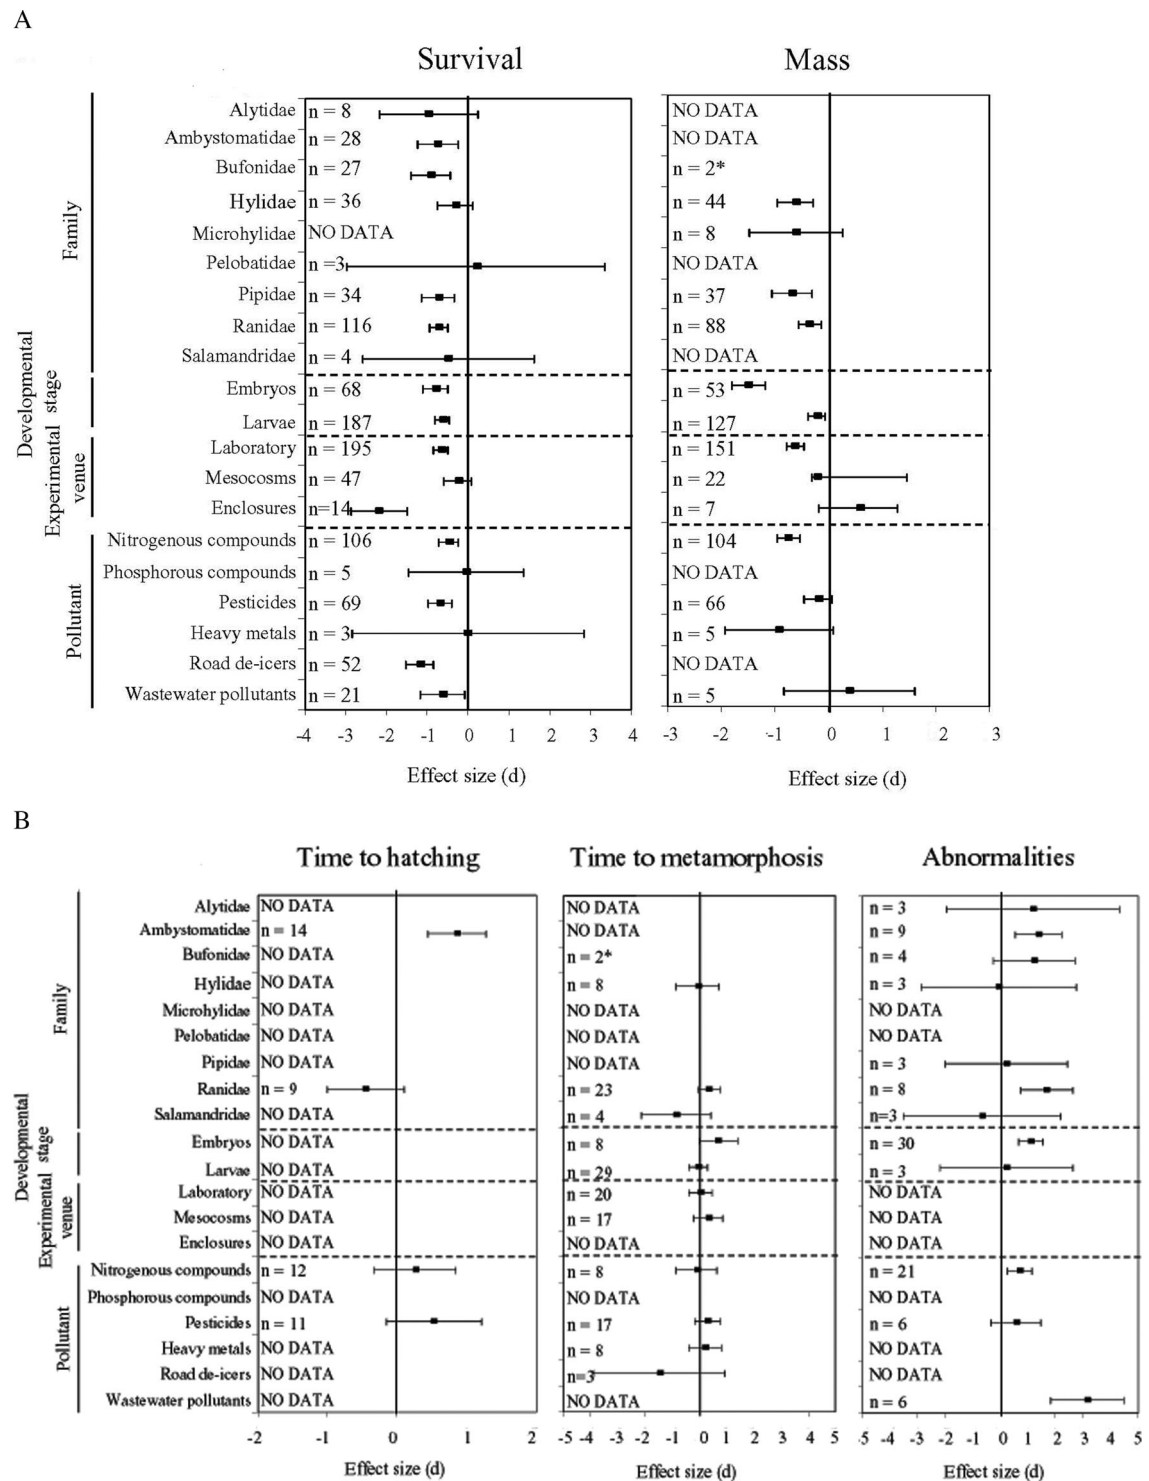 A
Survival Mass
Alytidae n = 8 NO DATA
Ambystomatidae n = 28 NO DATA
Bufonidae n = 27 n = 2*
Hylidae n = 36 n = 44
Microhylidae NO DATA n = 8
Pelobatidae n =3 NO DATA
Pipidae n = 34 n = 37
Ranidae n = 116 n = 88
Salamandridae n = 4 NO DATA
Family
Embryos n = 68 n = 53
Larvae n = 187 n = 127
Developmental
stage
Laboratory n = 195 n = 151
Mesocosms n = 47 n = 22
Enclosures n=14 n = 7
Experimental
venue
Nitrogenous compounds n = 106 n = 104
Phosphorous compounds n = 5 NO DATA
Pesticides n = 69 n = 66
Heavy metals n = 3 n = 5
Road de-icers n = 52 NO DATA
Wastewater pollutants n = 21 n = 5
Pollutant
-4 -3 -2 -1 0 1 2 3 4 -3 -2 -1 0 1 2 3
Effect size (d) Effect size (d)
B
Time to hatching Time to metamorphosis Abnormalities
Alytidae NO DATA NO DATA n = 3
Ambystomatidae n = 14 NO DATA n = 9
Bufonidae NO DATA n = 2* n = 4
Hylidae NO DATA n = 8 n = 3
Microhylidae NO DATA NO DATA NO DATA
Pelobatidae NO DATA NO DATA NO DATA
Pipidae NO DATA NO DATA n = 3
Ranidae n = 9 n = 23 n = 8
Salamandridae NO DATA n = 4 n=3
Family
Embryos NO DATA n = 8 n = 30
Larvae NO DATA n = 29 n = 3
Developmental
stage
Laboratory NO DATA n = 20 NO DATA
Mesocosms NO DATA n = 17 NO DATA
Enclosures NO DATA NO DATA NO DATA
Experimental
venue
Nitrogenous compounds n = 12 n = 8 n = 21
Phosphorous compounds NO DATA NO DATA NO DATA
Pesticides n = 11 n = 17 n = 6
Heavy metals NO DATA n = 8 NO DATA
Road de-icers NO DATA n=3 NO DATA
Wastewater pollutants NO DATA NO DATA n = 6
Pollutant
-2 -1 0 1 2 -5 -4 -3 -2 -1 0 1 2 3 4 5 -5 -4 -3 -2 -1 0 1 2 3 4 5
Effect size (d) Effect size (d) Effect size (d)